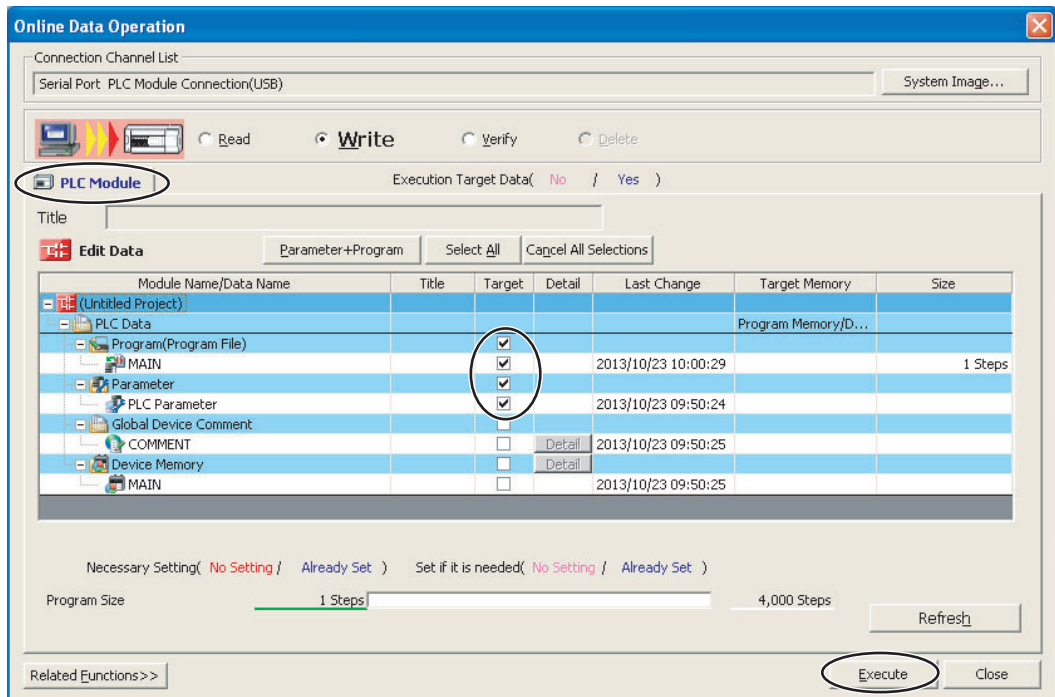 Online Data Operation
Connection Channel List
Serial Port PLC Module Connection(USB)
System Image...
Read Write Verify Delete
PLC Module
Execution Target Data( No / Yes )
Title
Edit Data Parameter+Program Select All Cancel All Selections
Module Name/Data Name Title Target Detail Last Change Target Memory Size
(Untitled Project)
PLC Data Program Memory/D...
Program(Program File)
MAIN 2013/10/23 10:00:29 1 Steps
Parameter
PLC Parameter 2013/10/23 09:50:24
Global Device Comment
COMMENT Detail 2013/10/23 09:50:25
Device Memory Detail
MAIN 2013/10/23 09:50:25
Necessary Setting( No Setting / Already Set ) Set if it is needed( No Setting / Already Set )
Program Size 1 Steps 4,000 Steps
Refresh
Related Functions>> Execute Close